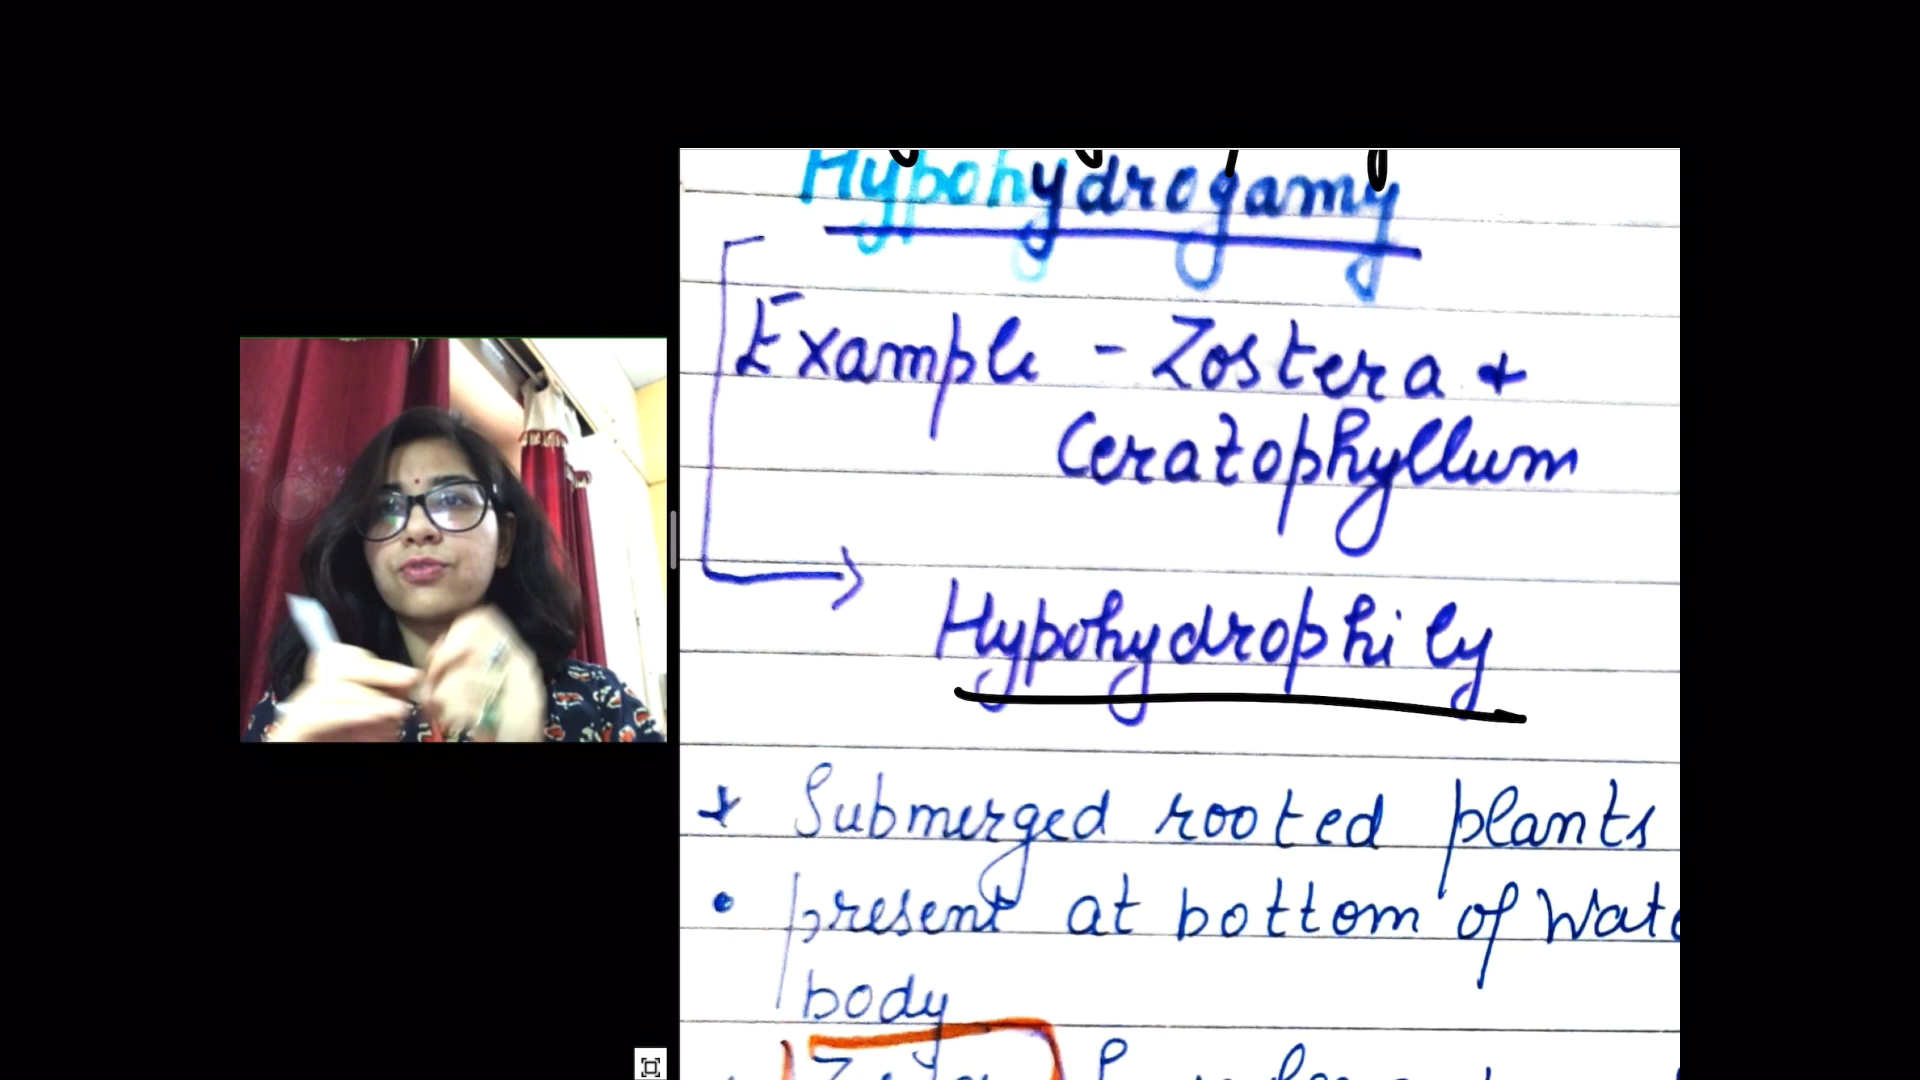 Hypohydrogamy
Example - Zostera &
Ceratophyllum
Hypohydrophily
* Submerged rooted plants
• present at bottom of Wate
body